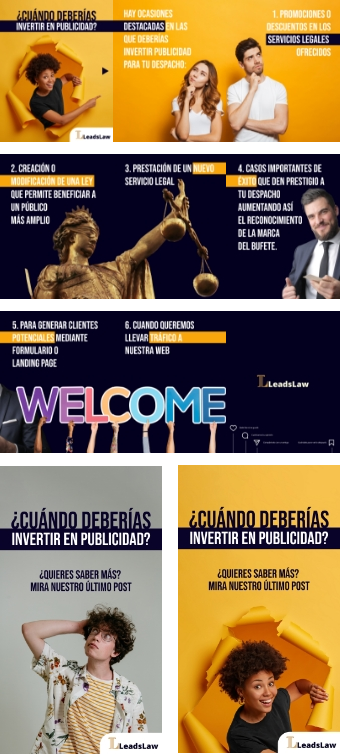 ¿CUÁNDO DEBERÍAS
INVERTIR EN PUBLICIDAD?
LeadsLaw
HAY OCASIONES
DESTACADAS EN LAS
QUE DEBERÍAS
INVERTIR PUBLICIDAD
PARA TU DESPACHO:
1. PROMOCIONES O
DESCUENTOS EN LOS
SERVICIOS LEGALES
OFRECIDOS
2. CREACIÓN O
MODIFICACIÓN DE UNA LEY
QUE PERMITE BENEFICIAR A
UN PÚBLICO
MÁS AMPLIO
3. PRESTACIÓN DE UN NUEVO
SERVICIO LEGAL
4. CASOS IMPORTANTES DE
ÉXITO QUE DEN PRESTIGIO A
TU DESPACHO
AUMENTANDO ASÍ
EL RECONOCIMIENTO
DE LA MARCA
DEL BUFETE.
5. PARA GENERAR CLIENTES
POTENCIALES MEDIANTE
FORMULARIO O
LANDING PAGE
6. CUANDO QUEREMOS
LLEVAR TRÁFICO A
NUESTRA WEB
WELCOME
LeadsLaw
¿CUÁNDO DEBERÍAS
INVERTIR EN PUBLICIDAD?
¿QUIERES SABER MÁS?
MIRA NUESTRO ÚLTIMO POST
LeadsLaw
¿CUÁNDO DEBERÍAS
INVERTIR EN PUBLICIDAD?
¿QUIERES SABER MÁS?
MIRA NUESTRO ÚLTIMO POST
LeadsLaw